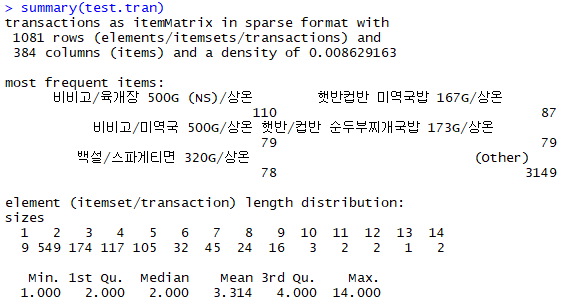 > summary(test.tran)
transactions as itemMatrix in sparse format with
 1081 rows (elements/itemsets/transactions) and
 384 columns (items) and a density of 0.008629163

most frequent items:
      비비고/육개장 500G (NS)/상온        햇반컵반 미역국밥 167G/상온
                               110                                 87
           비비고/미역국 500G/상온 햇반/컵반 순두부찌개국밥 173G/상온
                                79                                 79
         백설/스파게티면 320G/상온                            (Other)
                                78                               3149

element (itemset/transaction) length distribution:
sizes
  1   2   3   4   5   6   7   8   9  10  11  12  13  14
  9 549 174 117 105  32  45  24  16   3   2   2   1   2

   Min. 1st Qu.  Median    Mean 3rd Qu.    Max.
  1.000   2.000   2.000   3.314   4.000  14.000